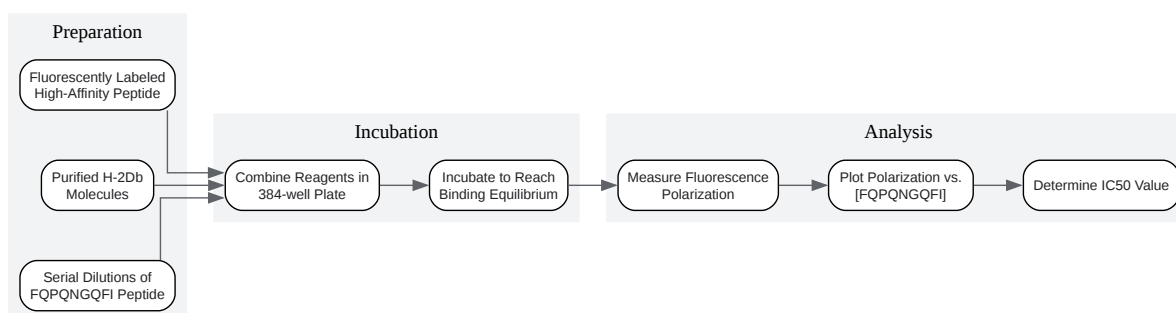 Preparation
Fluorescently Labeled
High-Affinity Peptide
Purified H-2Db
Molecules
Serial Dilutions of
FQPQNGQFI Peptide
Incubation
Combine Reagents in
384-well Plate
Incubate to Reach
Binding Equilibrium
Analysis
Measure Fluorescence
Polarization
Plot Polarization vs.
[FQPQNGQFI]
Determine IC50 Value